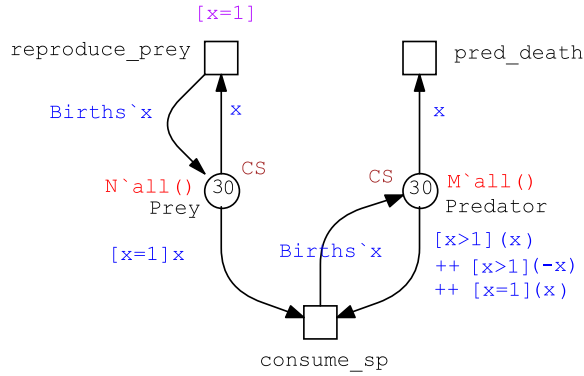 [x=1]
reproduce_prey
pred_death
Births`x
x
x
CS
CS
N`all()
30
30
M`all()
Prey
Predator
[x=1]x
Births`x
[x>1](x)
++ [x>1](-x)
++ [x=1](x)
consume_sp